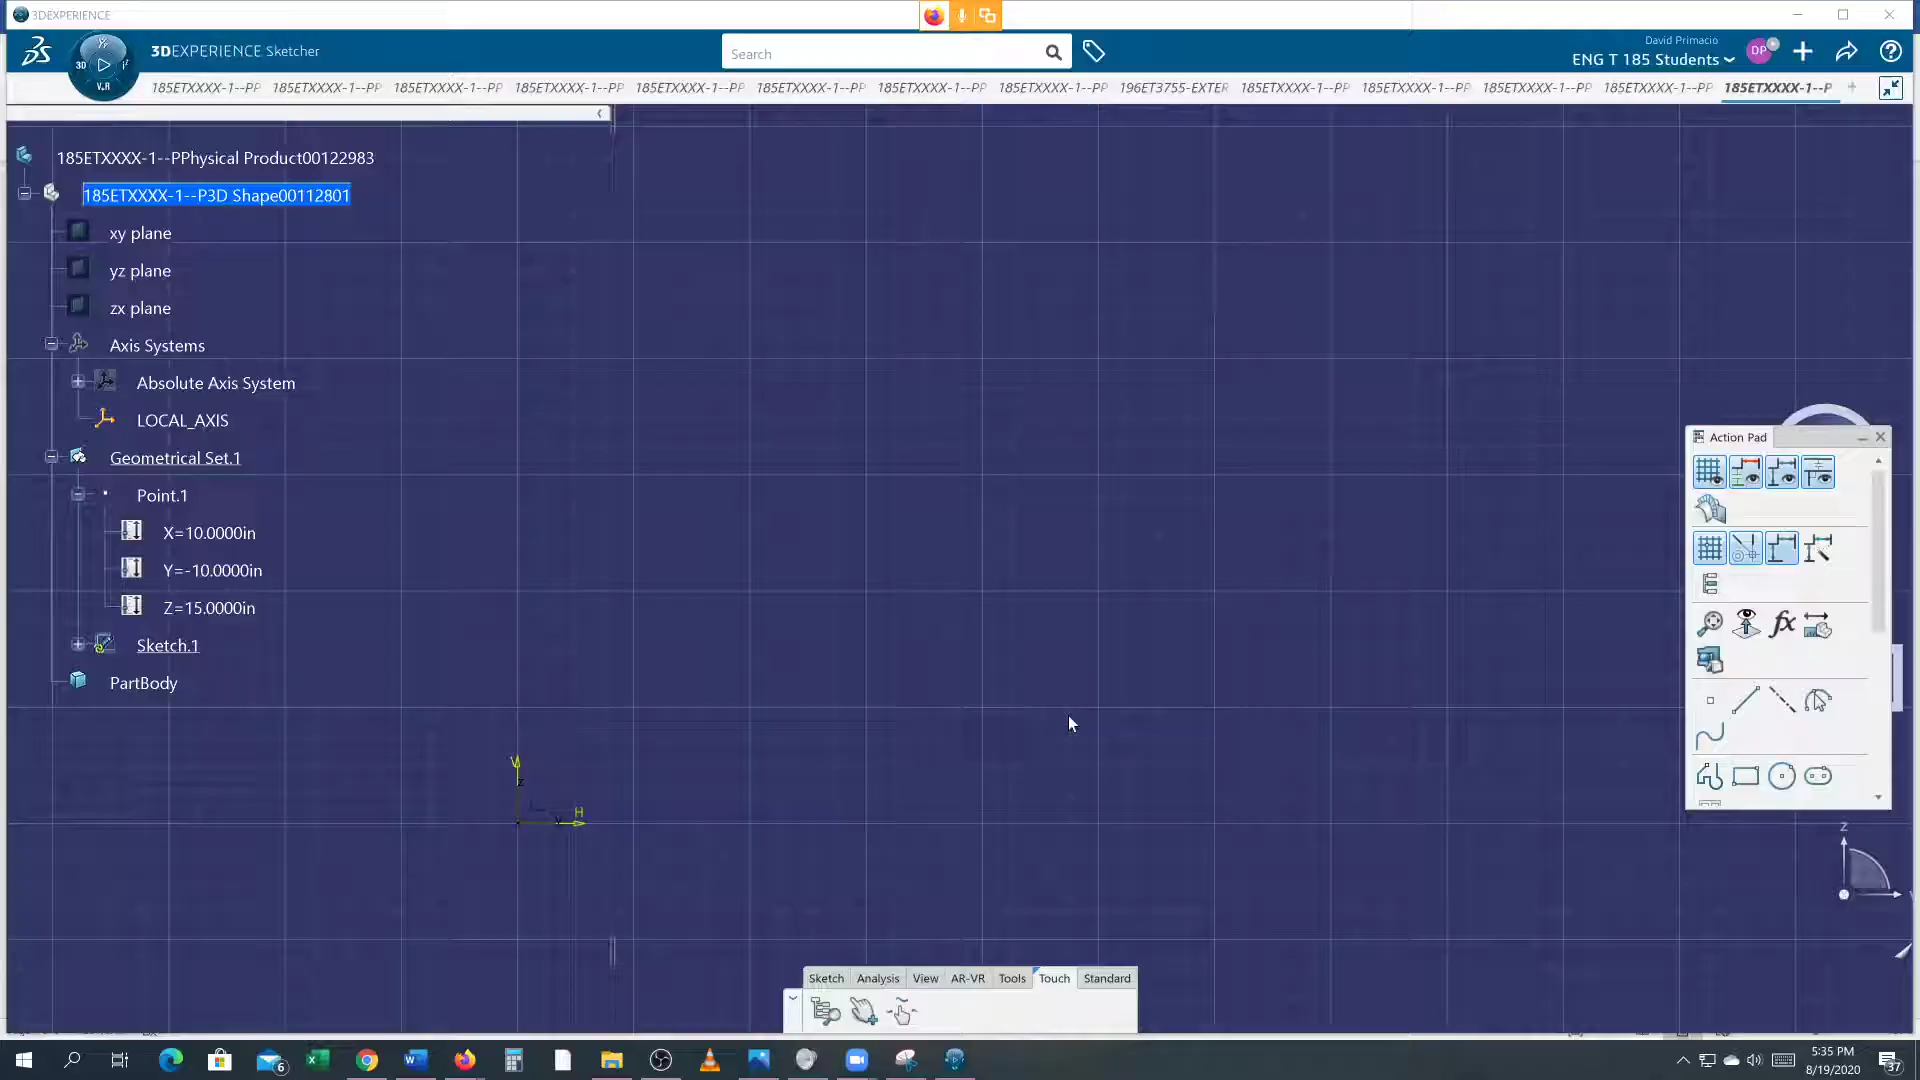 3DEXPERIENCE
3DEXPERIENCE Sketcher
3D
V.R
Search
David Primacio
ENG T 185 Students
DP
185ETXXXX-1--PP
185ETXXXX-1--PP
185ETXXXX-1--PP
185ETXXXX-1--PP
185ETXXXX-1--PP
185ETXXXX-1--PP
185ETXXXX-1--PP
185ETXXXX-1--PP
196ET3755-EXTER
185ETXXXX-1--PP
185ETXXXX-1--PP
185ETXXXX-1--PP
185ETXXXX-1--PP
185ETXXXX-1--P
185ETXXXX-1--PPhysical Product00122983
185ETXXXX-1--P3D Shape00112801
xy plane
yz plane
zx plane
Axis Systems
Absolute Axis System
LOCAL_AXIS
Geometrical Set.1
Point.1
X=10.0000in
Y=-10.0000in
Z=15.0000in
Sketch.1
PartBody
V
z
H
y
Action Pad
fx
z
Sketch
Analysis
View
AR-VR
Tools
Touch
Standard
6
5:35 PM
8/19/2020
37